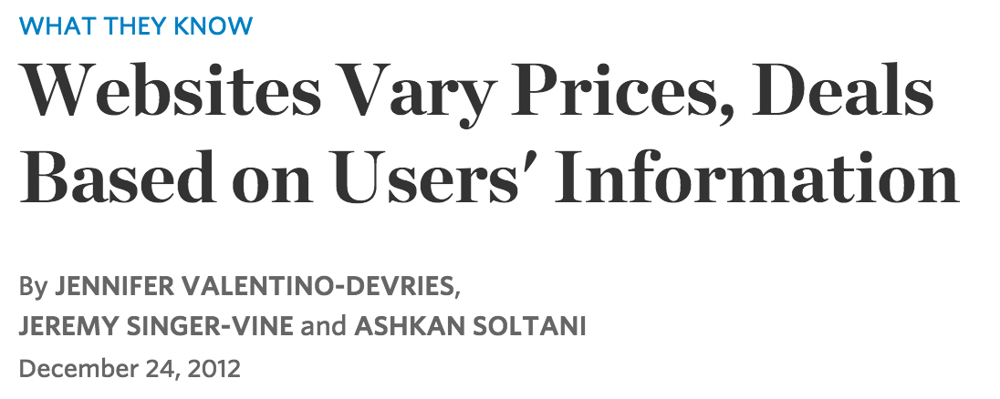 WHAT THEY KNOW
Websites Vary Prices, Deals
Based on Users' Information
By JENNIFER VALENTINO-DEVRIES,
JEREMY SINGER-VINE and ASHKAN SOLTANI
December 24, 2012